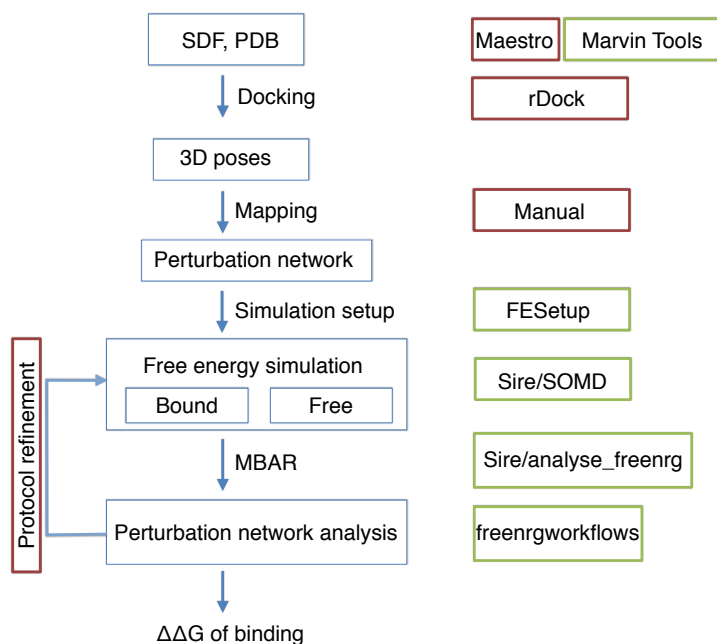 SDF, PDB
Maestro
Marvin Tools
Docking
rDock
3D poses
Mapping
Manual
Perturbation network
Simulation setup
FESetup
Protocol refinement
Free energy simulation
Bound
Free
Sire/SOMD
MBAR
Sire/analyse_freenrg
Perturbation network analysis
freenrgworkflows
ΔΔG of binding